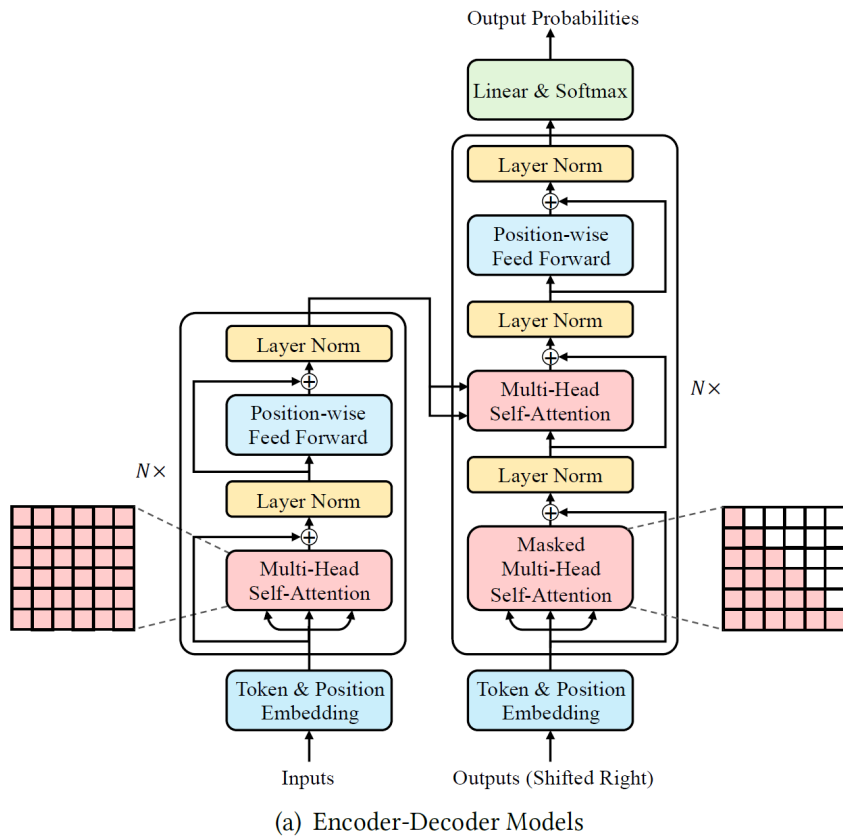 Output Probabilities
Linear & Softmax
Layer Norm
Position-wise
Feed Forward
Layer Norm
Multi-Head
Self-Attention
N×
Layer Norm
Masked
Multi-Head
Self-Attention
Token & Position
Embedding
Outputs (Shifted Right)
Layer Norm
Position-wise
Feed Forward
N×
Layer Norm
Multi-Head
Self-Attention
Token & Position
Embedding
Inputs
(a) Encoder-Decoder Models